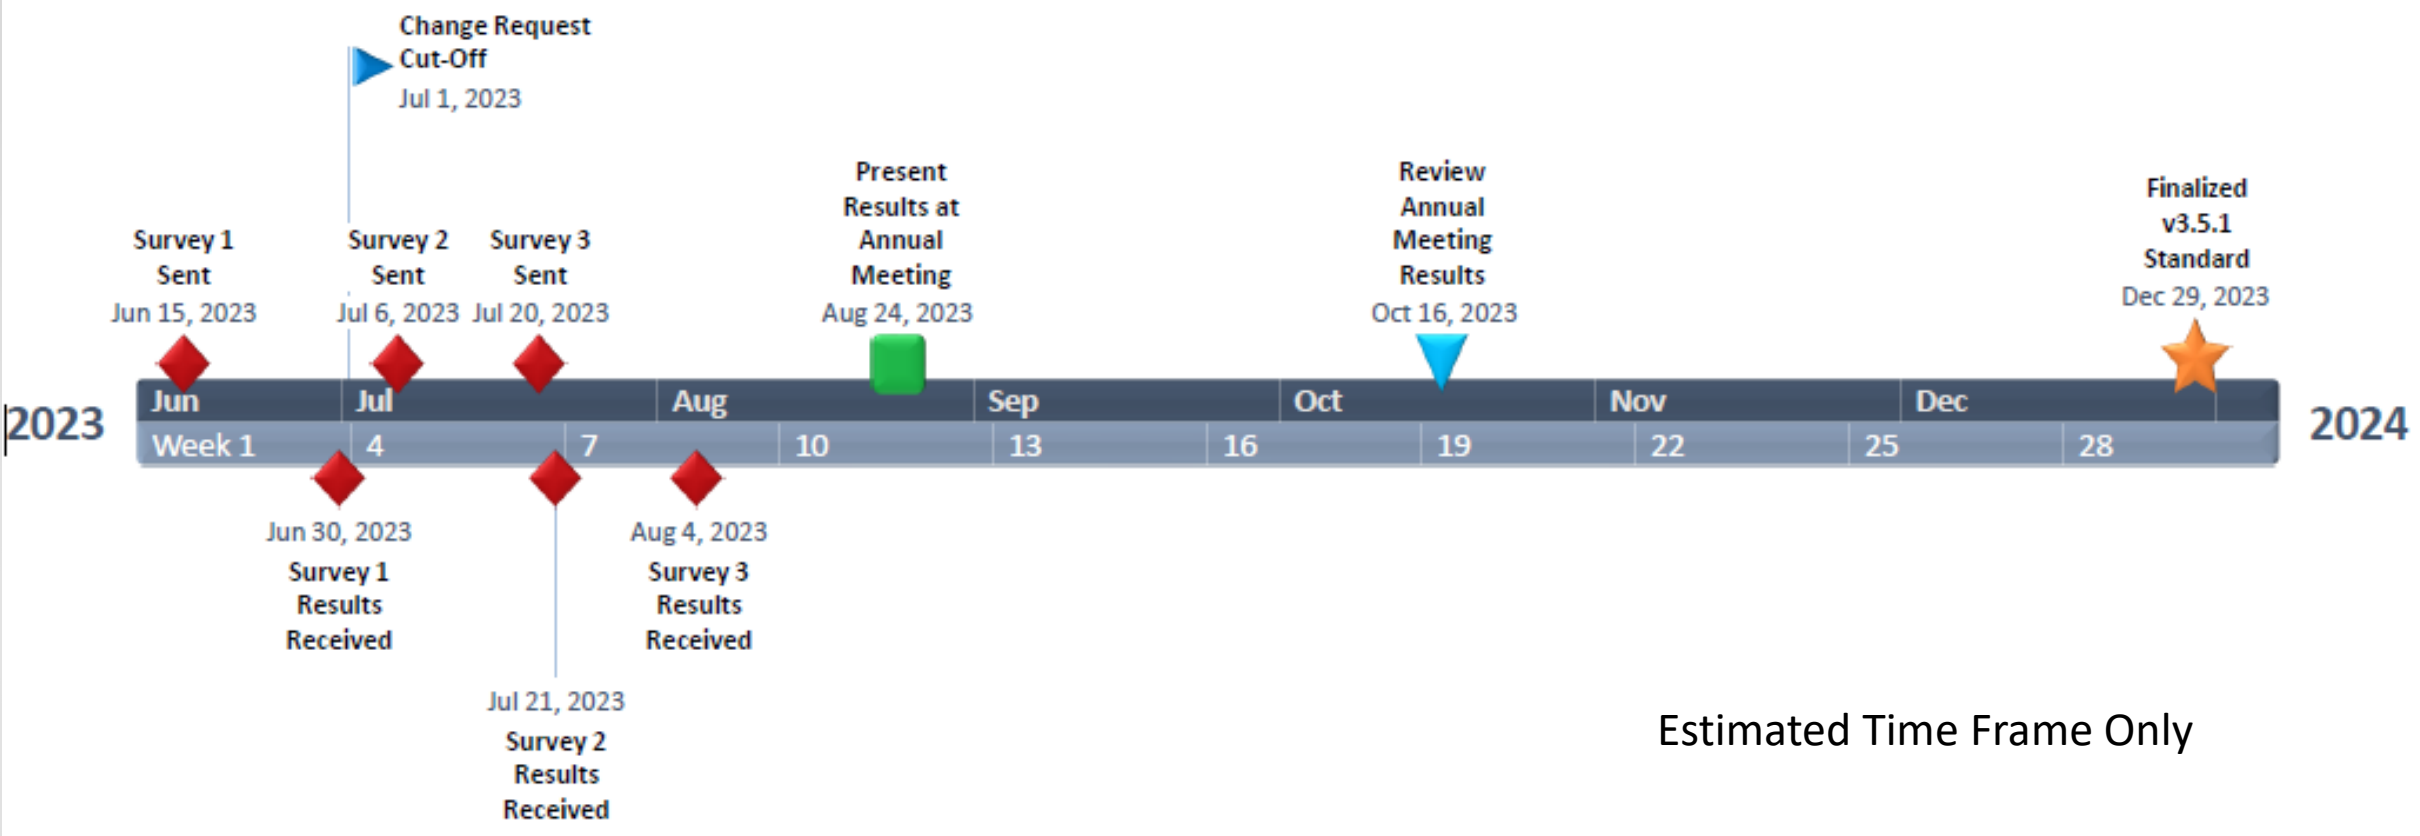 Change Request
Cut-Off
Jul 1, 2023
Survey 1
Sent
Jun 15, 2023
Survey 2
Sent
Jul 6, 2023
Survey 3
Sent
Jul 20, 2023
Present
Results at
Annual
Meeting
Aug 24, 2023
Review
Annual
Meeting
Results
Oct 16, 2023
Finalized
v3.5.1
Standard
Dec 29, 2023
2023
Jun Jul Aug Sep Oct Nov Dec
Week 1 4 7 10 13 16 19 22 25 28
2024
Jun 30, 2023
Survey 1
Results
Received
Jul 21, 2023
Survey 2
Results
Received
Aug 4, 2023
Survey 3
Results
Received
Estimated Time Frame Only